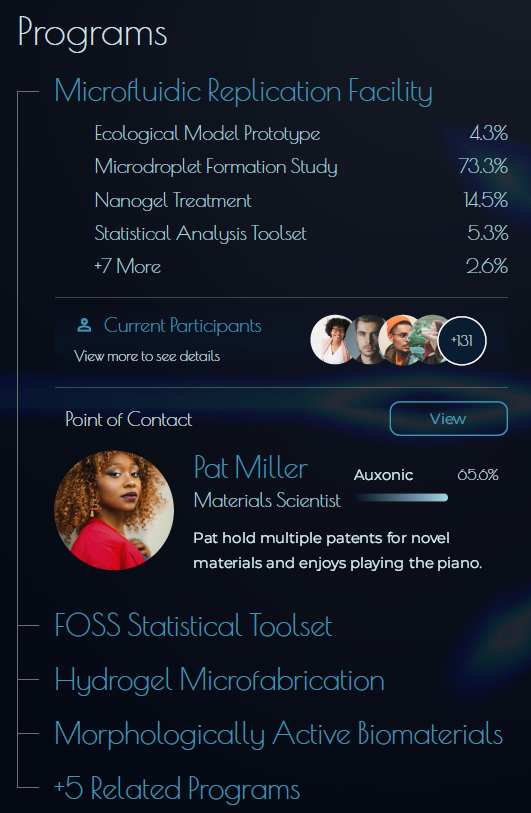 Programs
Microfluidic Replication Facility
Ecological Model Prototype 4.3%
Microdroplet Formation Study 73.3%
Nanogel Treatment 14.5%
Statistical Analysis Toolset 5.3%
+7 More 2.6%
Current Participants +131
View more to see details
Point of Contact View
Pat Miller Auxonic 65.6%
Materials Scientist
Pat hold multiple patents for novel
materials and enjoys playing the piano.
FOSS Statistical Toolset
Hydrogel Microfabrication
Morphologically Active Biomaterials
+5 Related Programs